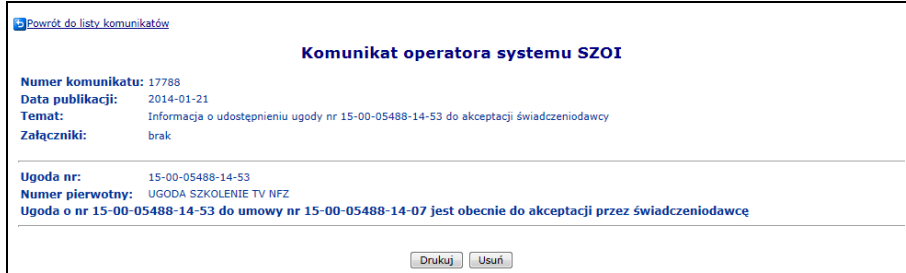 Powrót do listy komunikatów
Komunikat operatora systemu SZOI
Numer komunikatu: 17788
Data publikacji: 2014-01-21
Temat: Informacja o udostępnieniu ugody nr 15-00-05488-14-53 do akceptacji świadczeniodawcy
Załączniki: brak
Ugoda nr: 15-00-05488-14-53
Numer pierwotny: UGODA SZKOLENIE TV NFZ
Ugoda o nr 15-00-05488-14-53 do umowy nr 15-00-05488-14-07 jest obecnie do akceptacji przez świadczeniodawcę
Drukuj Usuń